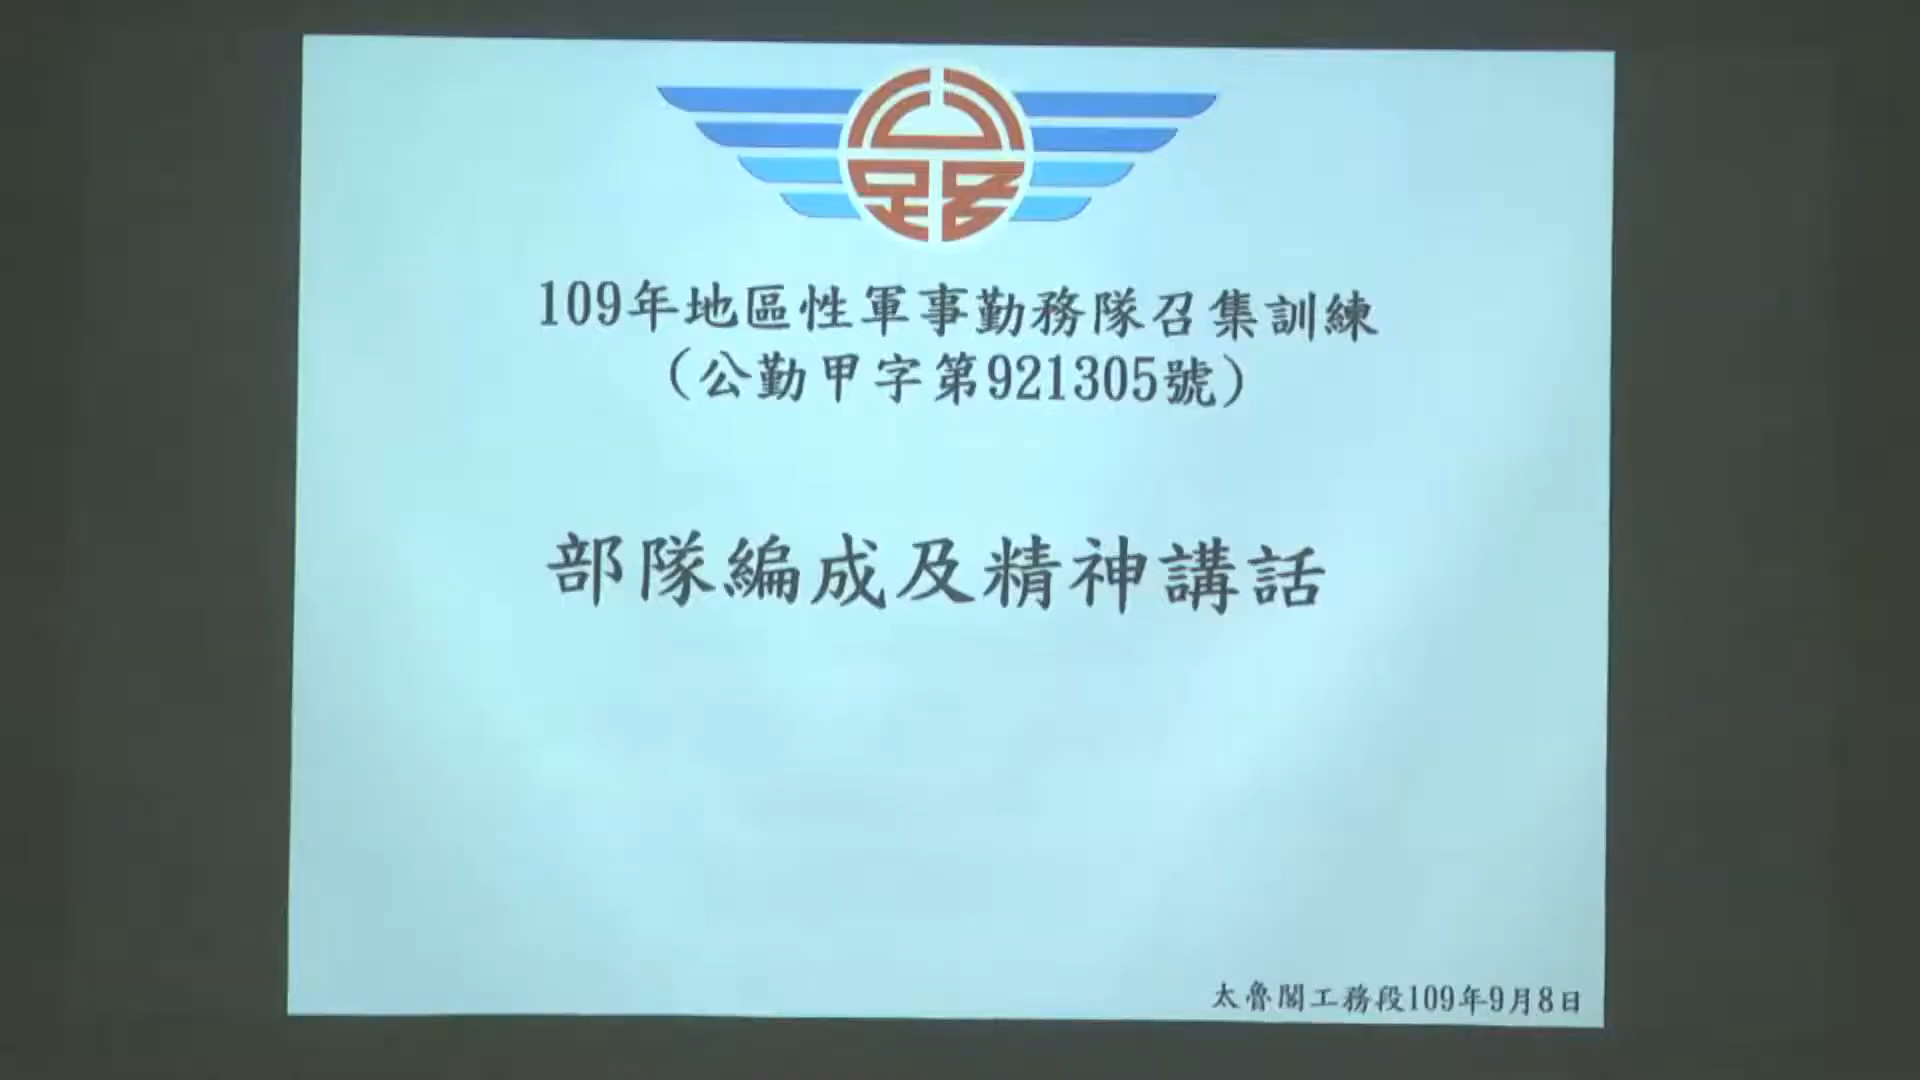 公路
109年地區性軍事勤務隊召集訓練
（公勤甲字第921305號）
部隊編成及精神講話
太魯閣工務段109年9月8日